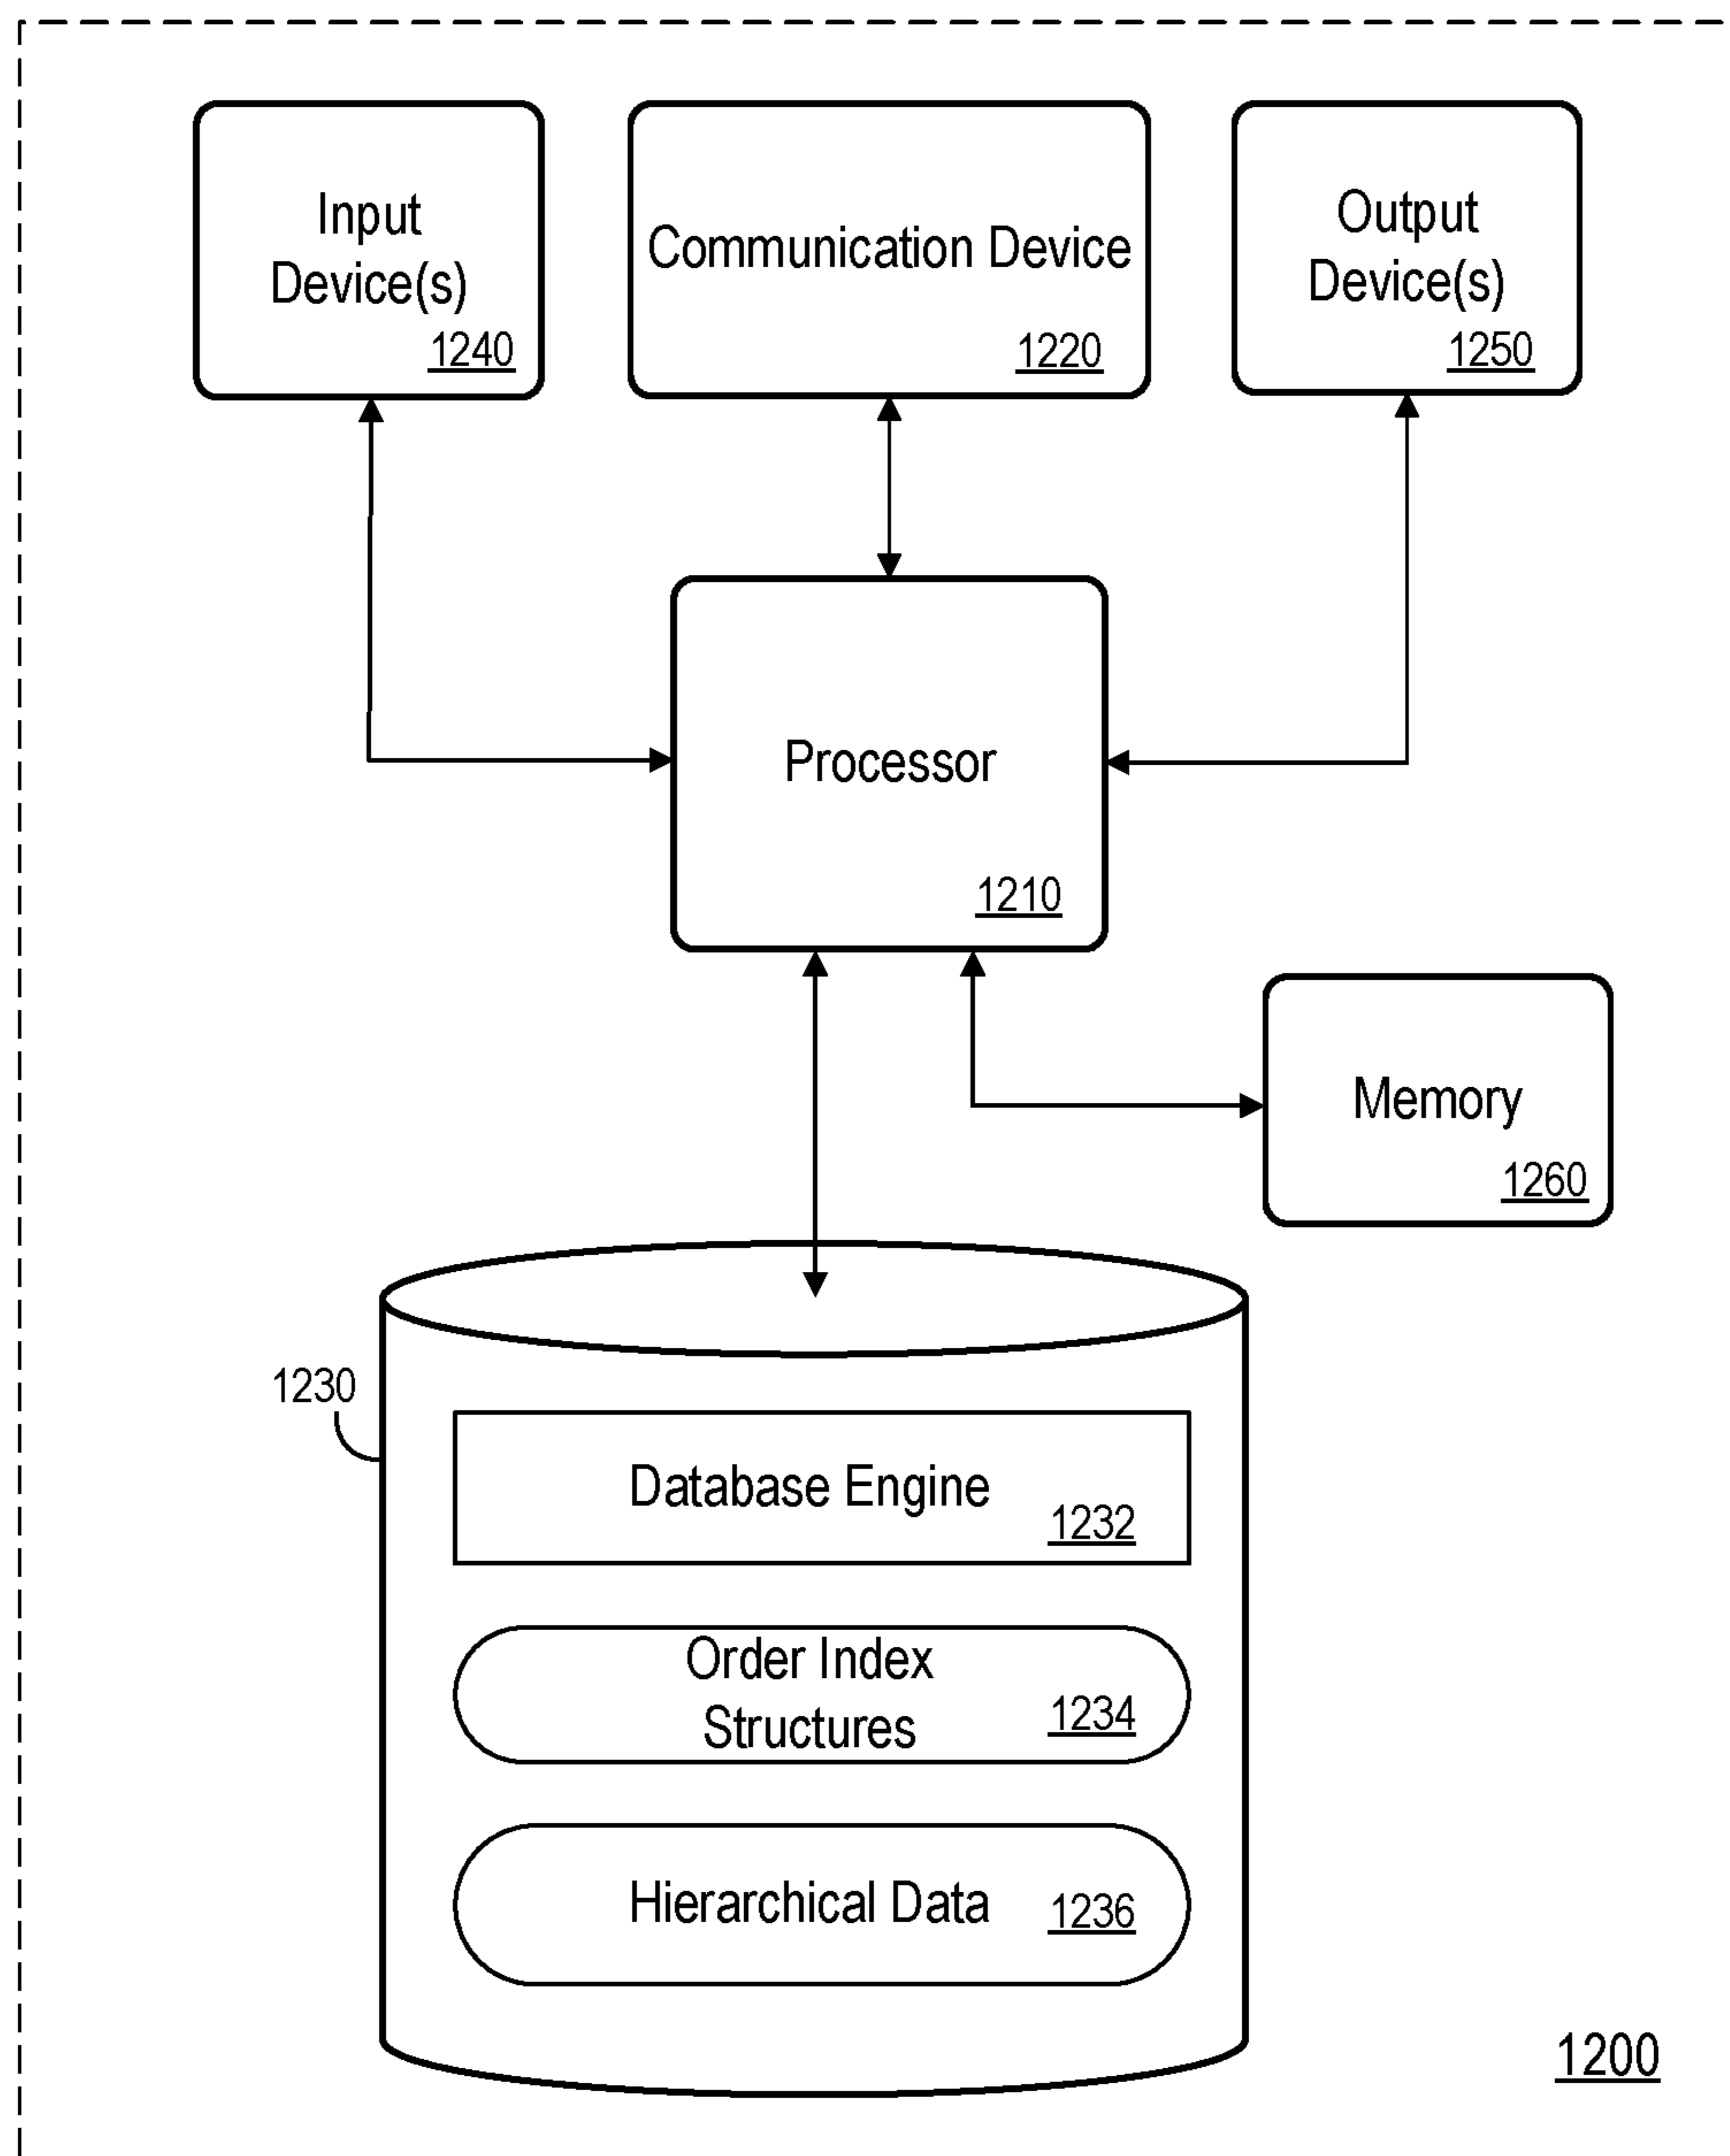 Input
Device(s)
1240
Communication Device
1220
Output
Device(s)
1250
Processor
1210
Memory
1260
1230
Database Engine
1232
Order Index
Structures
1234
Hierarchical Data
1236
1200